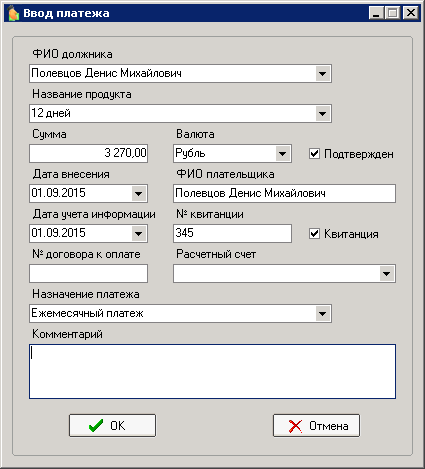 Ввод платежа
ФИО должника
Полевцов Денис Михайлович
Название продукта
12 дней
Сумма Валюта
3 270,00 Рубль Подтвержден
Дата внесения ФИО плательщика
01.09.2015 Полевцов Денис Михайлович
Дата учета информации № квитанции
01.09.2015 345 Квитанция
№ договора к оплате Расчетный счет
Назначение платежа
Ежемесячный платеж
Комментарий
OK Отмена